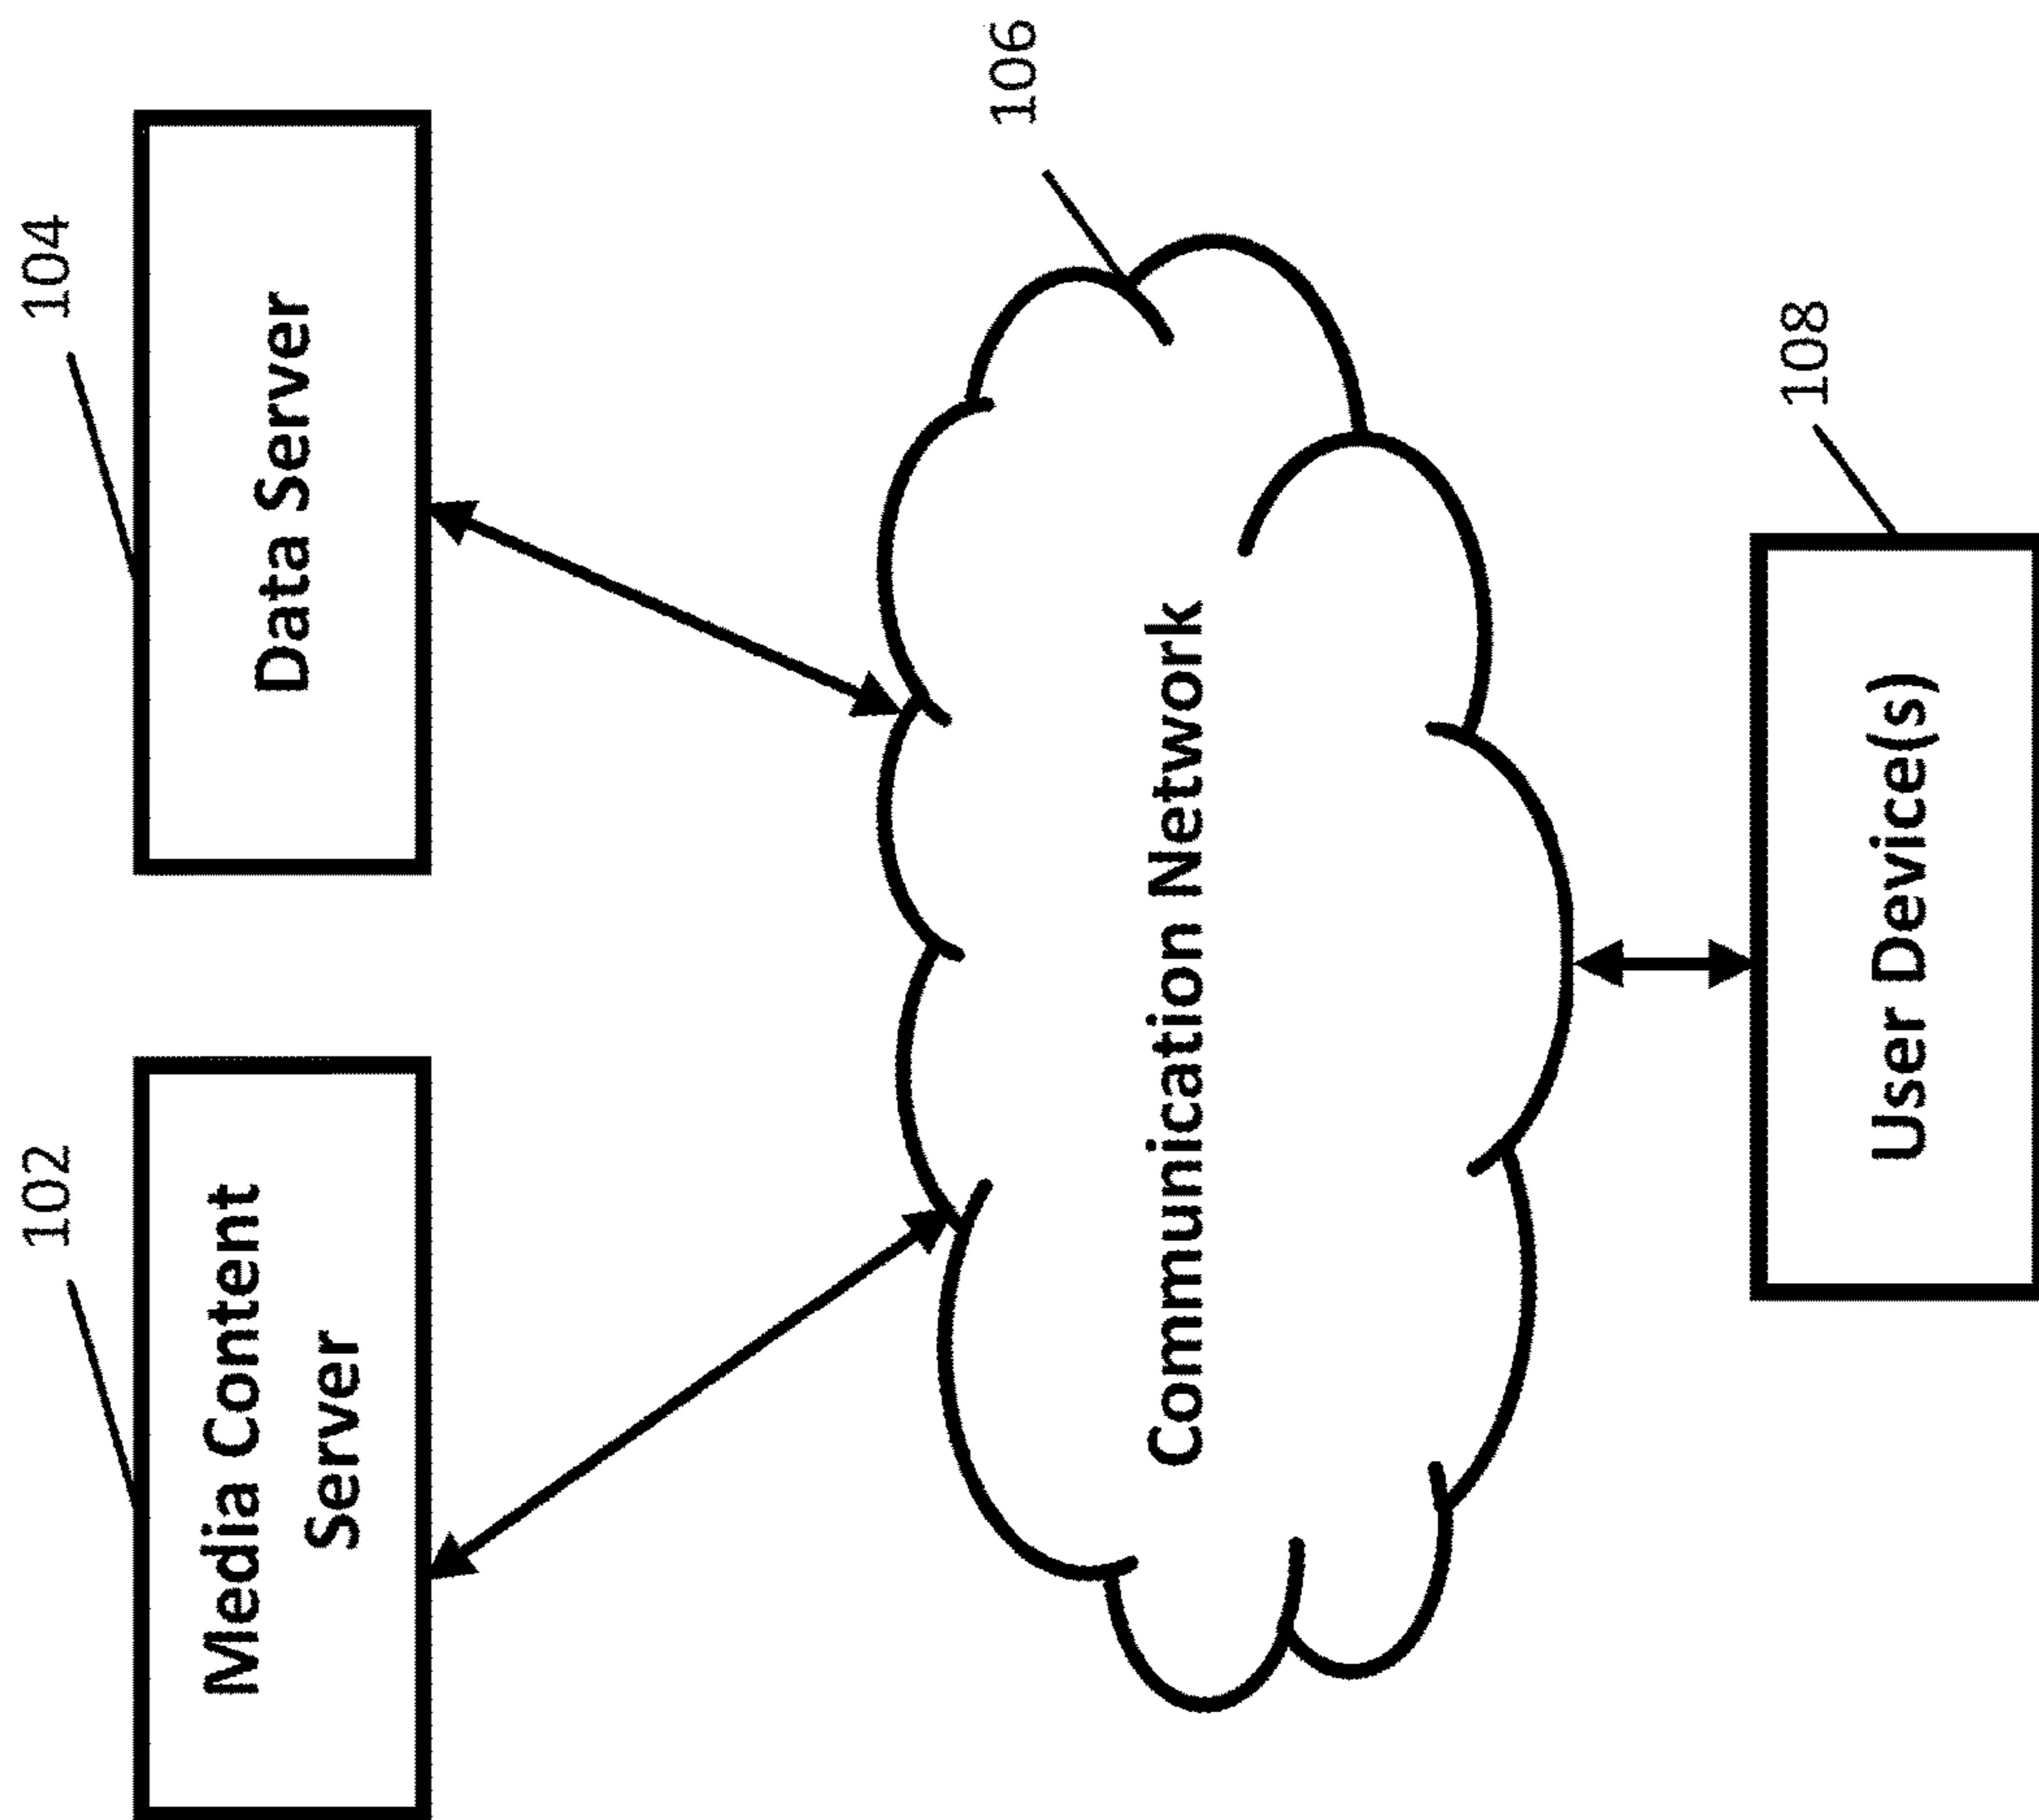 102
Media Content
Server
104
Data Server
106
Communication Network
108
User Device(s)